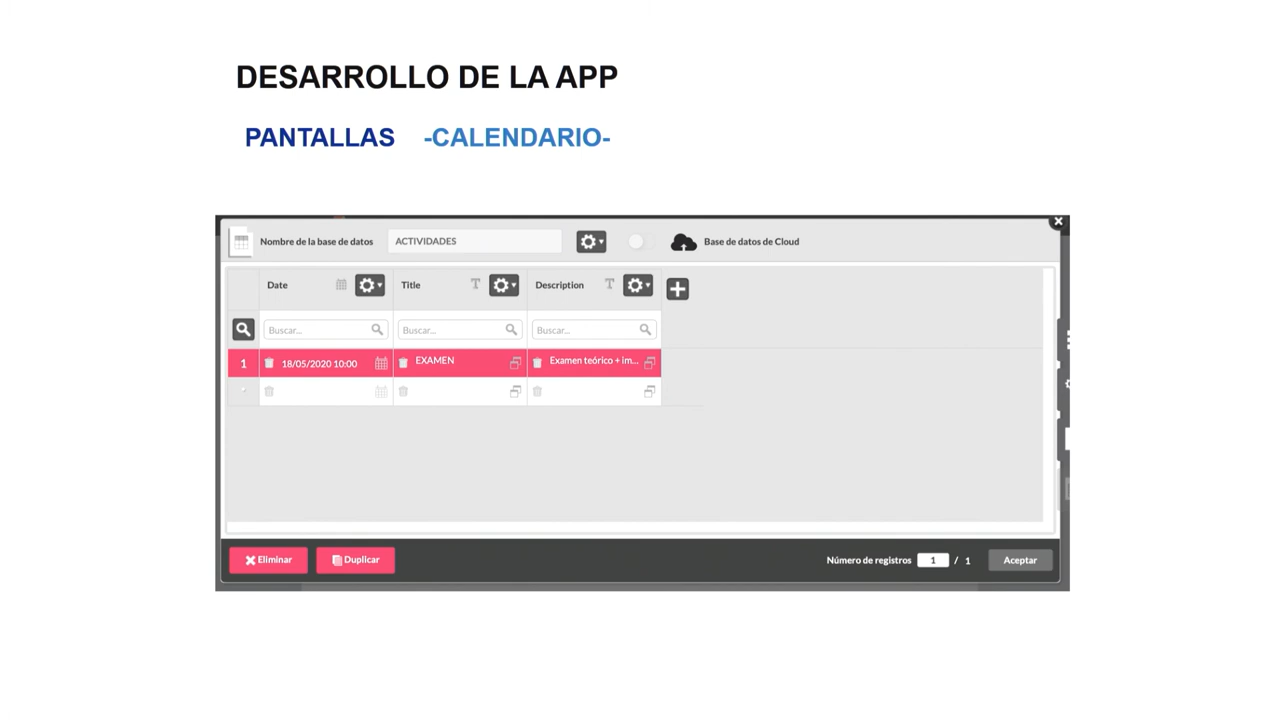 DESARROLLO DE LA APP
PANTALLAS -CALENDARIO-
Nombre de la base de datos ACTIVIDADES Base de datos de Cloud
Date Title Description
Buscar... Buscar... Buscar...
1 18/05/2020 10:00 EXAMEN Examen teórico + im...
Eliminar Duplicar Número de registros 1 / 1 Aceptar